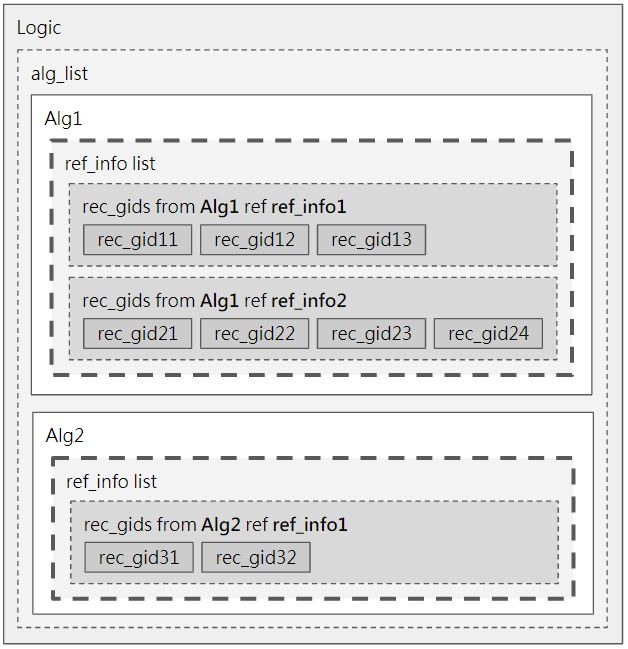 Logic
alg_list
Alg1
ref_info list
rec_gids from Alg1 ref ref_info1
rec_gid11 rec_gid12 rec_gid13
rec_gids from Alg1 ref ref_info2
rec_gid21 rec_gid22 rec_gid23 rec_gid24
Alg2
ref_info list
rec_gids from Alg2 ref ref_info1
rec_gid31 rec_gid32